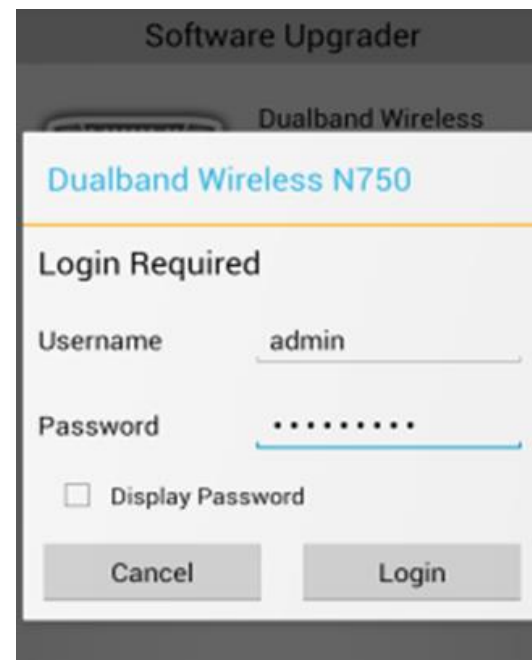 Software Upgrader
Dualband Wireless
Dualband Wireless N750
Login Required
Username admin
Password •••••••••
Display Password
Cancel Login